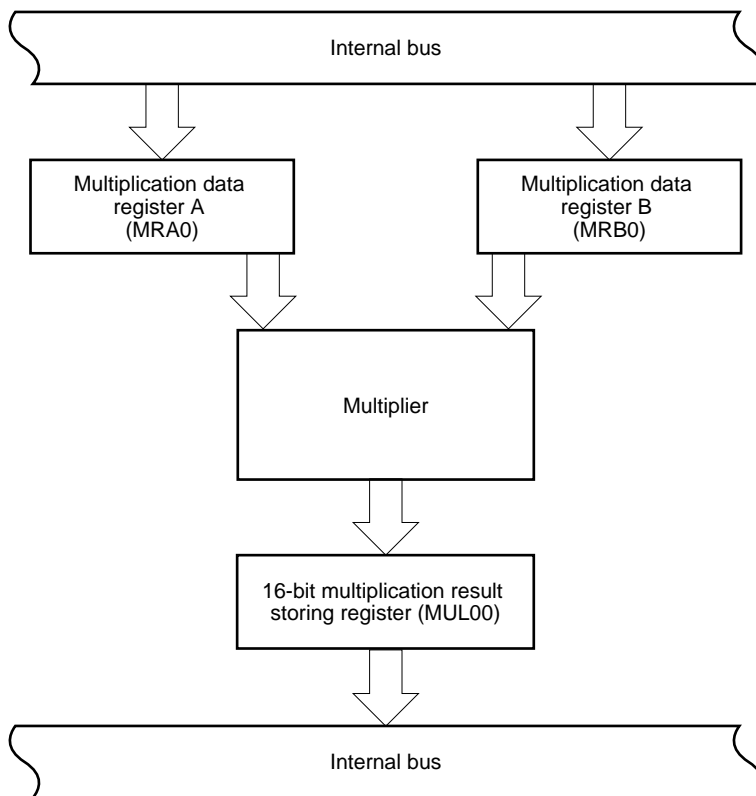 Internal bus
Multiplication data
register A
(MRA0)
Multiplication data
register B
(MRB0)
Multiplier
16-bit multiplication result
storing register (MUL00)
Internal bus